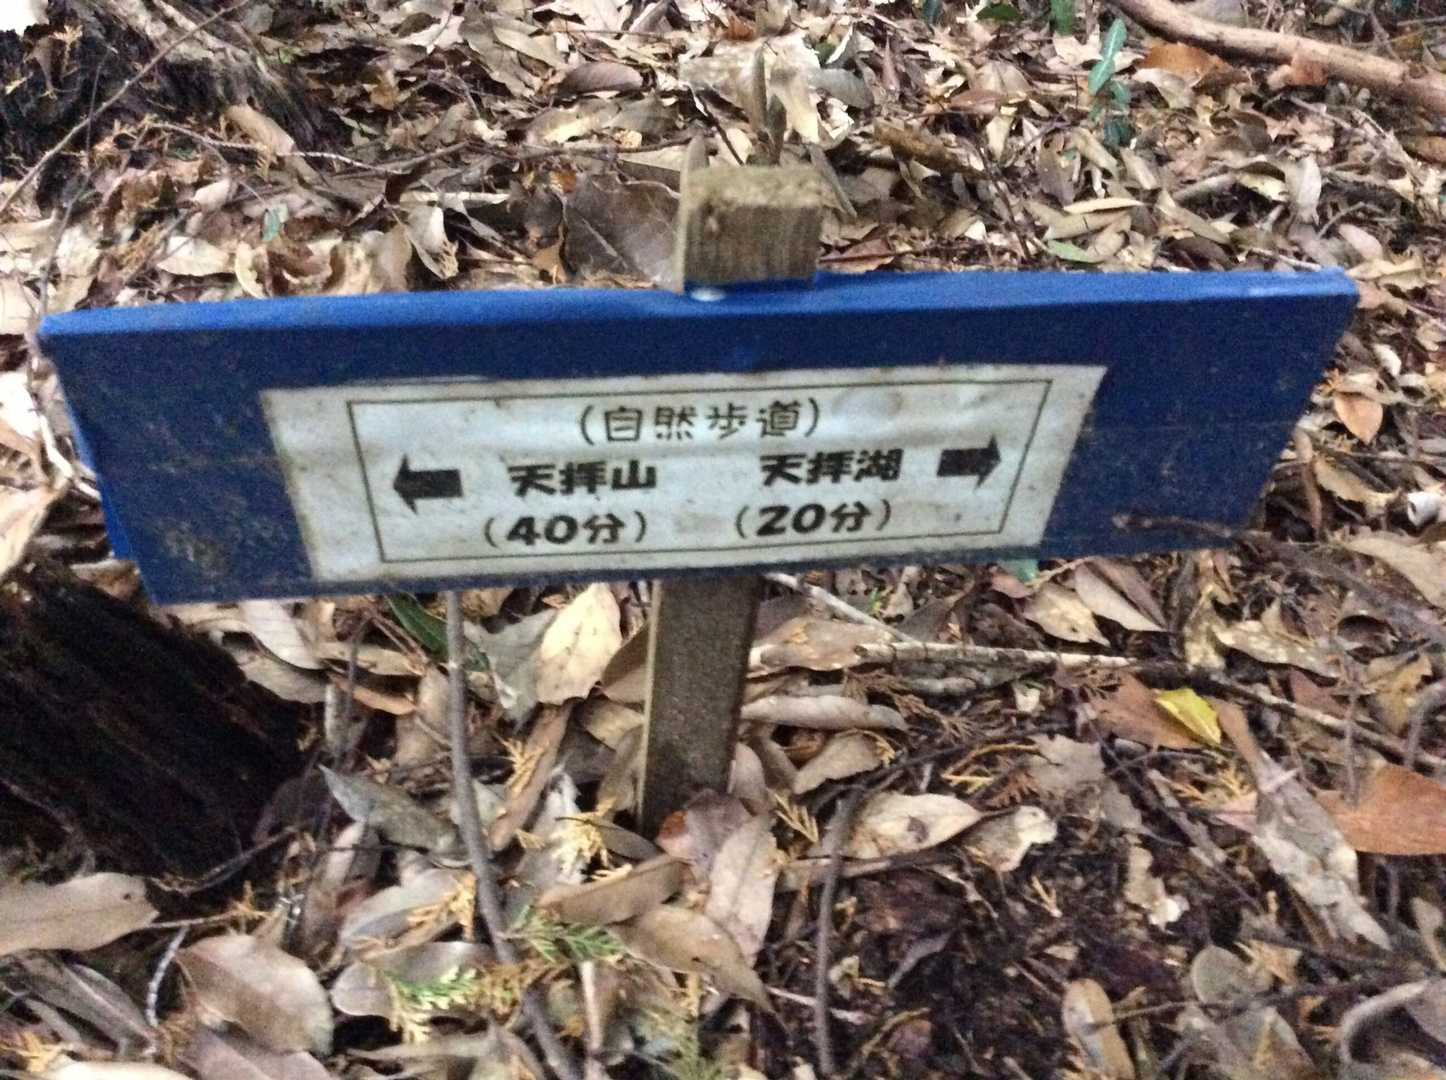 (自然歩道)
← 天拝山 天拝湖 →
(40分) (20分)